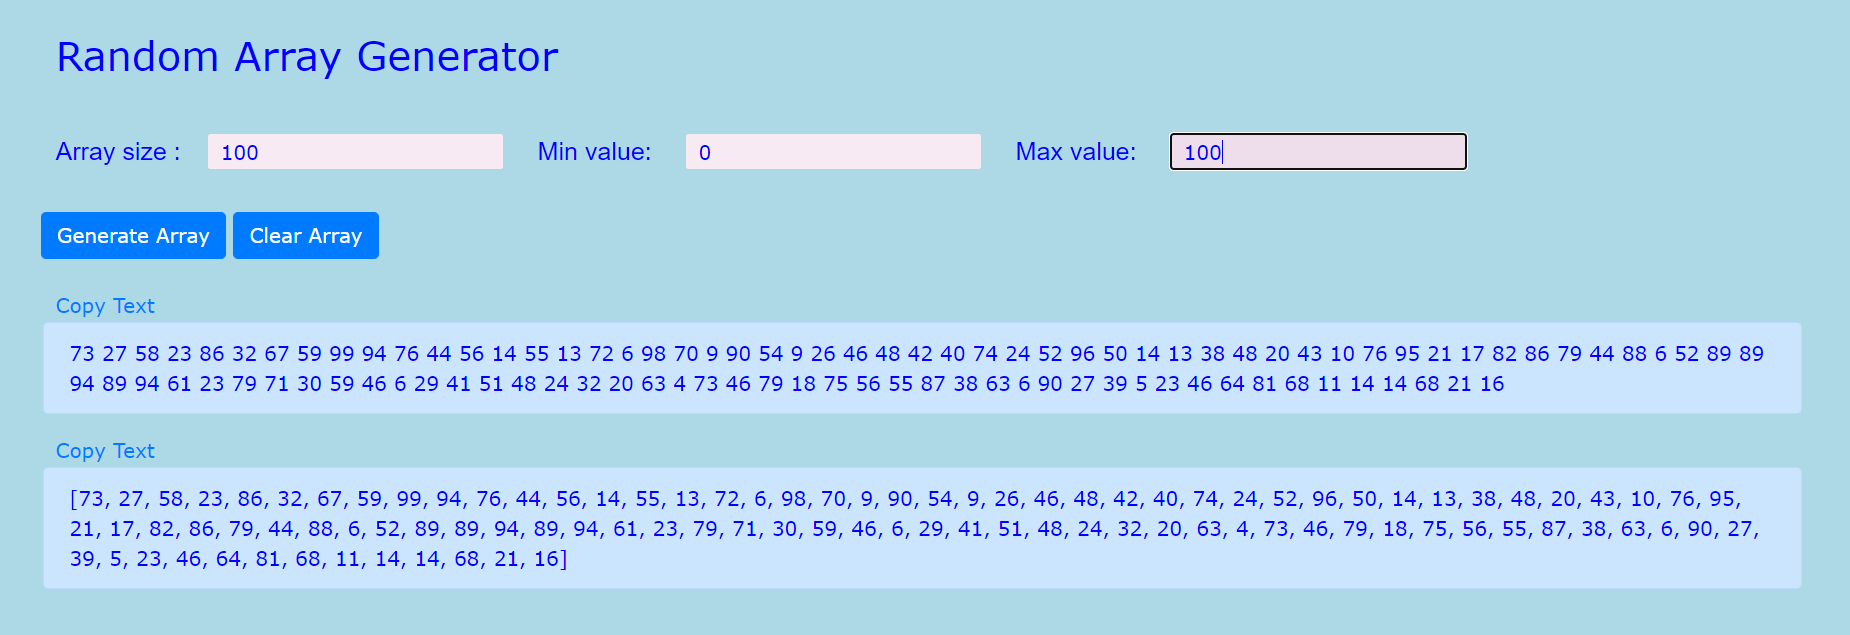 Random Array Generator
Array size : 100 Min value: 0 Max value: 100
Generate Array Clear Array
Copy Text
73 27 58 23 86 32 67 59 99 94 76 44 56 14 55 13 72 6 98 70 9 90 54 9 26 46 48 42 40 74 24 52 96 50 14 13 38 48 20 43 10 76 95 21 17 82 86 79 44 88 6 52 89 89
94 89 94 61 23 79 71 30 59 46 6 29 41 51 48 24 32 20 63 4 73 46 79 18 75 56 55 87 38 63 6 90 27 39 5 23 46 64 81 68 11 14 14 68 21 16
Copy Text
[73, 27, 58, 23, 86, 32, 67, 59, 99, 94, 76, 44, 56, 14, 55, 13, 72, 6, 98, 70, 9, 90, 54, 9, 26, 46, 48, 42, 40, 74, 24, 52, 96, 50, 14, 13, 38, 48, 20, 43, 10, 76, 95,
21, 17, 82, 86, 79, 44, 88, 6, 52, 89, 89, 94, 89, 94, 61, 23, 79, 71, 30, 59, 46, 6, 29, 41, 51, 48, 24, 32, 20, 63, 4, 73, 46, 79, 18, 75, 56, 55, 87, 38, 63, 6, 90, 27,
39, 5, 23, 46, 64, 81, 68, 11, 14, 14, 68, 21, 16]